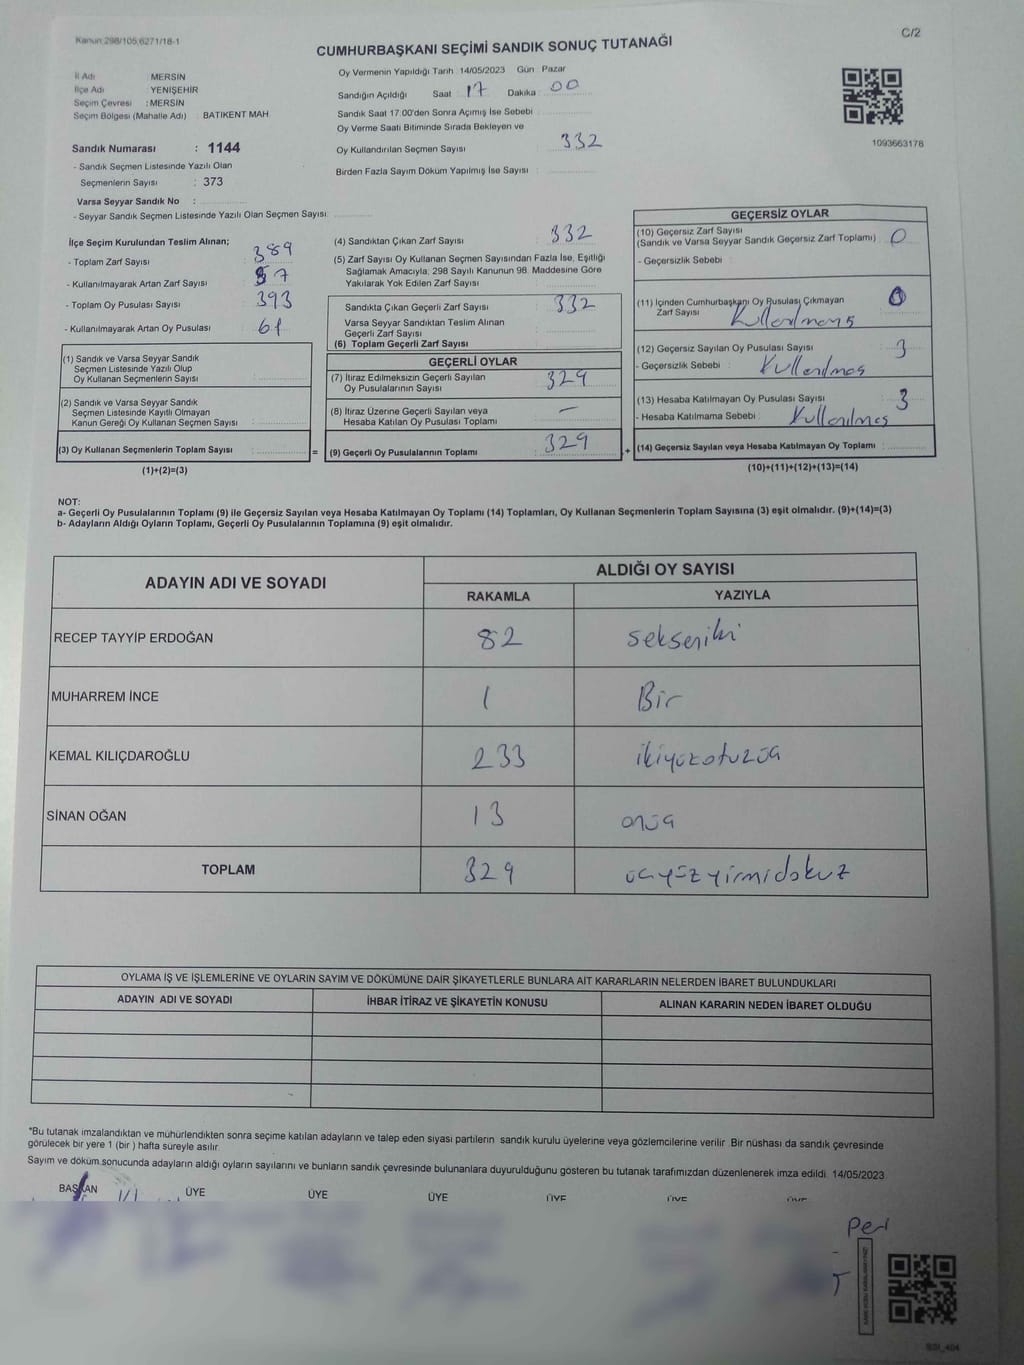 Kanun:298/105;6271/18-1
C/2
CUMHURBAŞKANI SEÇİMİ SANDIK SONUÇ TUTANAĞI
İl Adı : MERSİN
İlçe Adı : YENİŞEHİR
Seçim Çevresi : MERSİN
Seçim Bölgesi (Mahalle Adı) : BATIKENT MAH.
Sandık Numarası : 1144
- Sandık Seçmen Listesinde Yazılı Olan
Seçmenlerin Sayısı : 373
Varsa Seyyar Sandık No :
- Seyyar Sandık Seçmen Listesinde Yazılı Olan Seçmen Sayısı:
Oy Vermenin Yapıldığı Tarih :14/05/2023 Gün : Pazar
Sandığın Açıldığı Saat : 17 Dakika : 00
Sandık Saat 17.00'den Sonra Açımış İse Sebebi :
Oy Verme Saati Bitiminde Sırada Bekleyen ve
Oy Kullandırılan Seçmen Sayısı : 332
Birden Fazla Sayım Döküm Yapılmış İse Sayısı :
1093663178
İlçe Seçim Kurulundan Teslim Alınan;
- Toplam Zarf Sayısı : 389
- Kullanılmayarak Artan Zarf Sayısı : 57
- Toplam Oy Pusulası Sayısı : 393
- Kullanılmayarak Artan Oy Pusulası : 61
(1) Sandık ve Varsa Seyyar Sandık
Seçmen Listesinde Yazılı Olup
Oy Kullanan Seçmenlerin Sayısı :
(2) Sandık ve Varsa Seyyar Sandık
Seçmen Listesinde Kayıtlı Olmayan
Kanun Gereği Oy Kullanan Seçmen Sayısı :
(3) Oy Kullanan Seçmenlerin Toplam Sayısı :
(1)+(2)=(3)
(4) Sandıktan Çıkan Zarf Sayısı : 332
(5) Zarf Sayısı Oy Kullanan Seçmen Sayısından Fazla İse, Eşitliği
Sağlamak Amacıyla; 298 Sayılı Kanunun 98. Maddesine Göre
Yakılarak Yok Edilen Zarf Sayısı
Sandıkta Çıkan Geçerli Zarf Sayısı : 332
Varsa Seyyar Sandıktan Teslim Alınan
Geçerli Zarf Sayısı
(6) Toplam Geçerli Zarf Sayısı
GEÇERLİ OYLAR
(7) İtiraz Edilmeksizin Geçerli Sayılan
Oy Pusulalarının Sayısı : 329
(8) İtiraz Üzerine Geçerli Sayılan veya
Hesaba Katılan Oy Pusulası Toplamı : —
= (9) Geçerli Oy Pusulalarının Toplamı : 329
GEÇERSİZ OYLAR
(10) Geçersiz Zarf Sayısı
(Sandık ve Varsa Seyyar Sandık Geçersiz Zarf Toplamı) : 0
- Geçersizlik Sebebi :
(11) İçinden Cumhurbaşkanı Oy Pusulası Çıkmayan
Zarf Sayısı : 0
(12) Geçersiz Sayılan Oy Pusulası Sayısı : 3
- Geçersizlik Sebebi :
(13) Hesaba Katılmayan Oy Pusulası Sayısı : 3
- Hesaba Katılmama Sebebi :
+ (14) Geçersiz Sayılan veya Hesaba Katılmayan Oy Toplamı :
(10)+(11)+(12)+(13)=(14)
NOT:
a- Geçerli Oy Pusulalarının Toplamı (9) ile Geçersiz Sayılan veya Hesaba Katılmayan Oy Toplamı (14) Toplamları, Oy Kullanan Seçmenlerin Toplam Sayısına (3) eşit olmalıdır. (9)+(14)=(3)
b- Adayların Aldığı Oyların Toplamı, Geçerli Oy Pusulalarının Toplamına (9) eşit olmalıdır.
ADAYIN ADI VE SOYADI
ALDIĞI OY SAYISI
RAKAMLA YAZIYLA
RECEP TAYYİP ERDOĞAN 82 sekseniki
MUHARREM İNCE 1 Bir
KEMAL KILIÇDAROĞLU 233 ikiyüzotuzüç
SİNAN OĞAN 13 onüç
TOPLAM 329 üçyüzyirmidokuz
OYLAMA İŞ VE İŞLEMLERİNE VE OYLARIN SAYIM VE DÖKÜMÜNE DAİR ŞİKAYETLERLE BUNLARA AİT KARARLARIN NELERDEN İBARET BULUNDUKLARI
ADAYIN ADI VE SOYADI İHBAR İTİRAZ VE ŞİKAYETİN KONUSU ALINAN KARARIN NEDEN İBARET OLDUĞU
*Bu tutanak imzalandıktan ve mühürlendikten sonra seçime katılan adayların ve talep eden siyasi partilerin sandık kurulu üyelerine veya gözlemcilerine verilir. Bir nüshası da sandık çevresinde
görülecek bir yere 1 (bir ) hafta süreyle asılır.
Sayım ve döküm sonucunda adayların aldığı oyların sayılarını ve bunların sandık çevresinde bulunanlara duyurulduğunu gösteren bu tutanak tarafımızdan düzenlenerek imza edildi. 14/05/2023
BAŞKAN ÜYE ÜYE ÜYE ÜYE ÜYE ÜYE